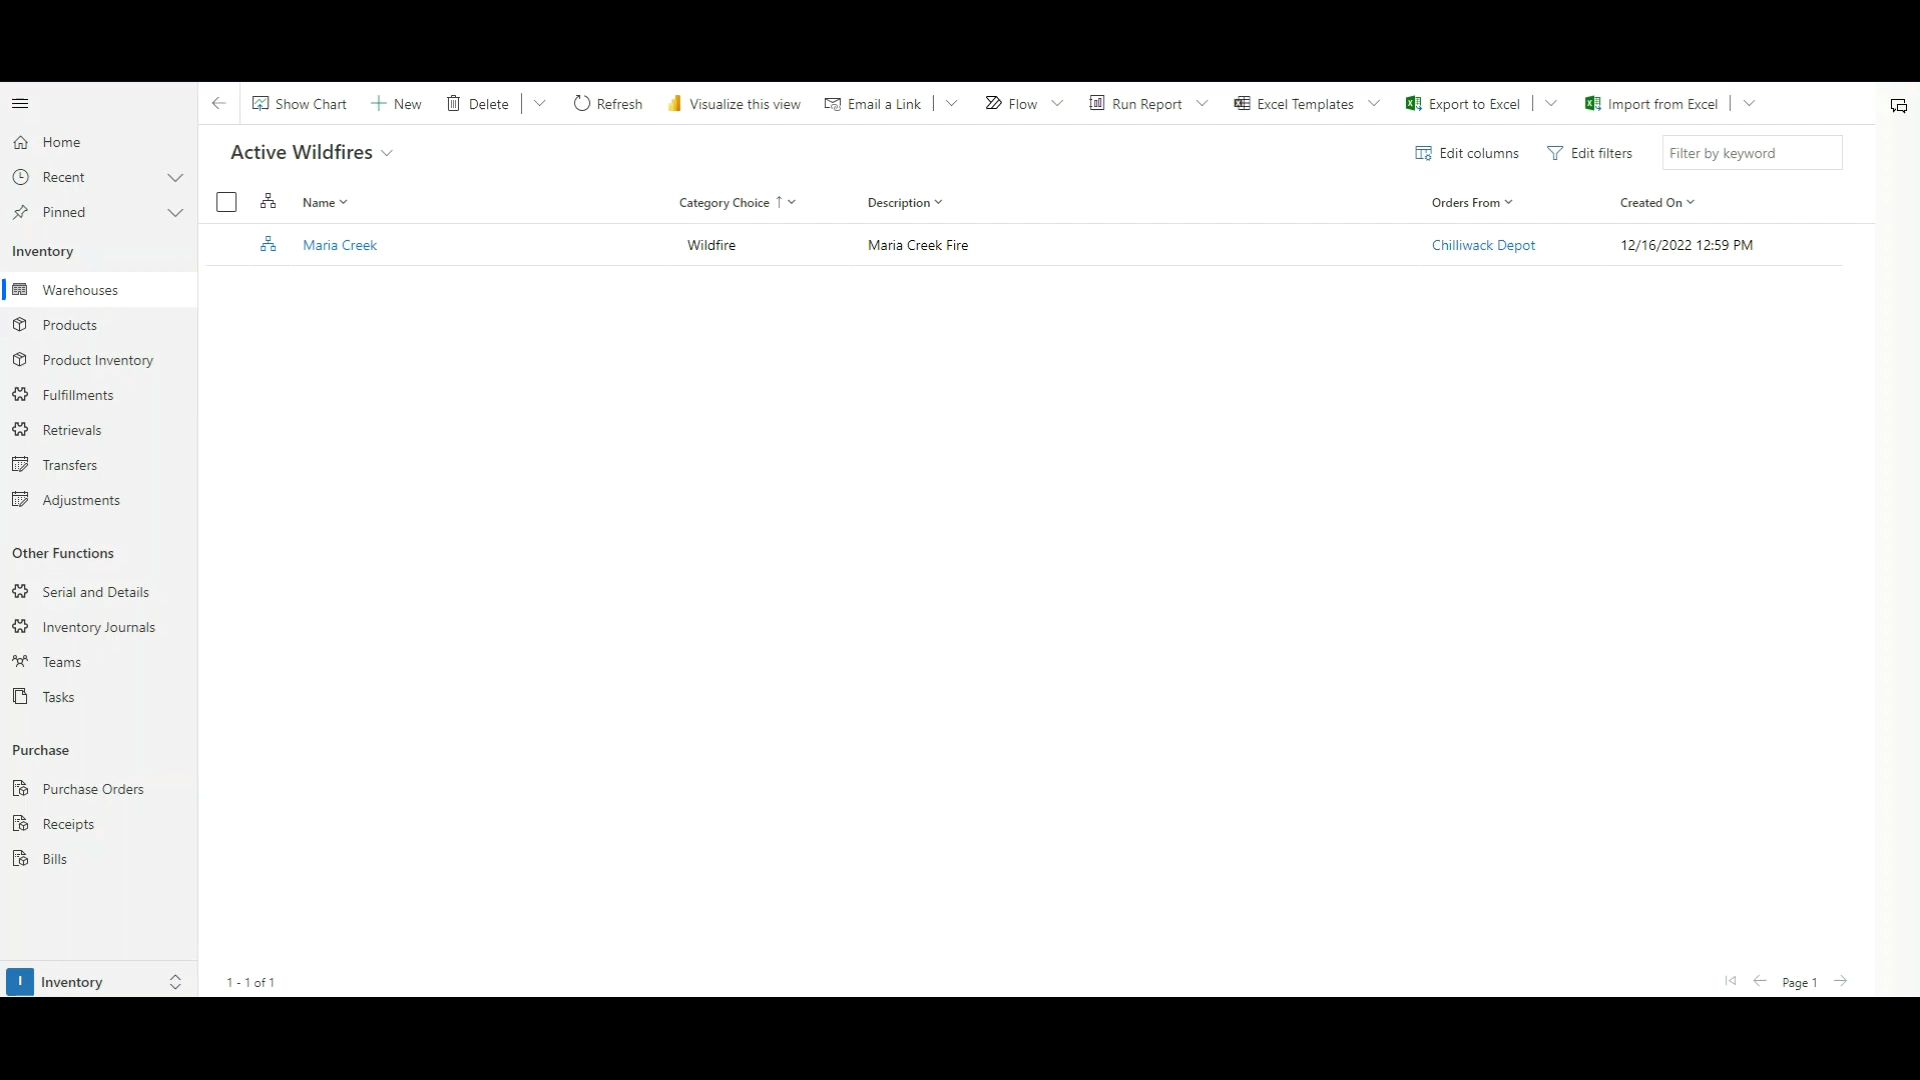 Show Chart
New
Delete
Refresh
Visualize this view
Email a Link
Flow
Run Report
Excel Templates
Export to Excel
Import from Excel
Home
Recent
Pinned
Inventory
Warehouses
Products
Product Inventory
Fulfillments
Retrievals
Transfers
Adjustments
Other Functions
Serial and Details
Inventory Journals
Teams
Tasks
Purchase
Purchase Orders
Receipts
Bills
I Inventory
Active Wildfires
Edit columns
Edit filters
Filter by keyword
Name Category Choice Description Orders From Created On
Maria Creek Wildfire Maria Creek Fire Chilliwack Depot 12/16/2022 12:59 PM
1 - 1 of 1
Page 1